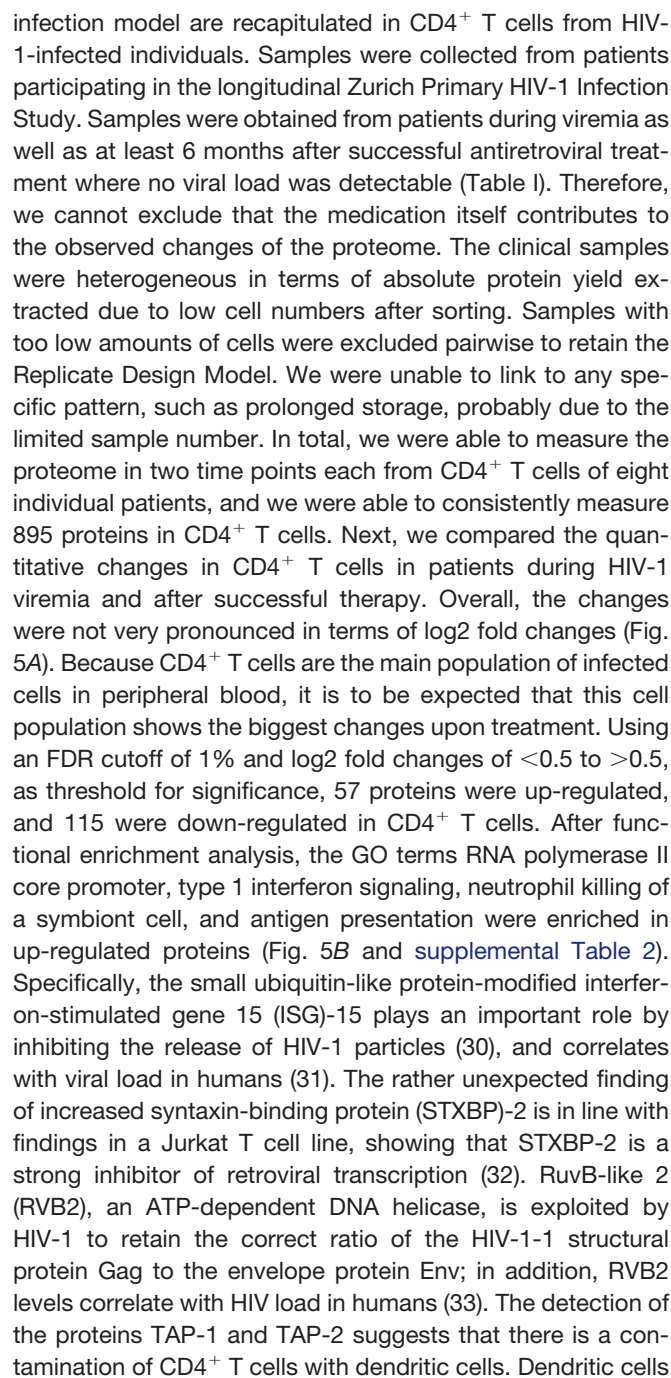 infection model are recapitulated in CD4⁺ T cells from HIV-
1-infected individuals. Samples were collected from patients
participating in the longitudinal Zurich Primary HIV-1 Infection
Study. Samples were obtained from patients during viremia as
well as at least 6 months after successful antiretroviral treat-
ment where no viral load was detectable (Table I). Therefore,
we cannot exclude that the medication itself contributes to
the observed changes of the proteome. The clinical samples
were heterogeneous in terms of absolute protein yield ex-
tracted due to low cell numbers after sorting. Samples with
too low amounts of cells were excluded pairwise to retain the
Replicate Design Model. We were unable to link to any spe-
cific pattern, such as prolonged storage, probably due to the
limited sample number. In total, we were able to measure the
proteome in two time points each from CD4⁺ T cells of eight
individual patients, and we were able to consistently measure
895 proteins in CD4⁺ T cells. Next, we compared the quan-
titative changes in CD4⁺ T cells in patients during HIV-1
viremia and after successful therapy. Overall, the changes
were not very pronounced in terms of log2 fold changes (Fig.
5A). Because CD4⁺ T cells are the main population of infected
cells in peripheral blood, it is to be expected that this cell
population shows the biggest changes upon treatment. Using
an FDR cutoff of 1% and log2 fold changes of <0.5 to >0.5,
as threshold for significance, 57 proteins were up-regulated,
and 115 were down-regulated in CD4⁺ T cells. After func-
tional enrichment analysis, the GO terms RNA polymerase II
core promoter, type 1 interferon signaling, neutrophil killing of
a symbiont cell, and antigen presentation were enriched in
up-regulated proteins (Fig. 5B and supplemental Table 2).
Specifically, the small ubiquitin-like protein-modified interfer-
on-stimulated gene 15 (ISG)-15 plays an important role by
inhibiting the release of HIV-1 particles (30), and correlates
with viral load in humans (31). The rather unexpected finding
of increased syntaxin-binding protein (STXBP)-2 is in line with
findings in a Jurkat T cell line, showing that STXBP-2 is a
strong inhibitor of retroviral transcription (32). RuvB-like 2
(RVB2), an ATP-dependent DNA helicase, is exploited by
HIV-1 to retain the correct ratio of the HIV-1-1 structural
protein Gag to the envelope protein Env; in addition, RVB2
levels correlate with HIV load in humans (33). The detection of
the proteins TAP-1 and TAP-2 suggests that there is a con-
tamination of CD4⁺ T cells with dendritic cells. Dendritic cells